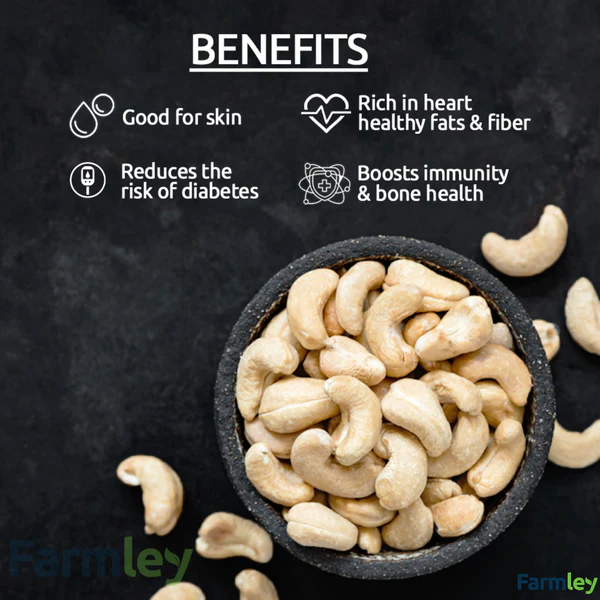 BENEFITS
Good for skin
Rich in heart
healthy fats & fiber
Reduces the
risk of diabetes
Boosts immunity
& bone health
Farmley
Farmley